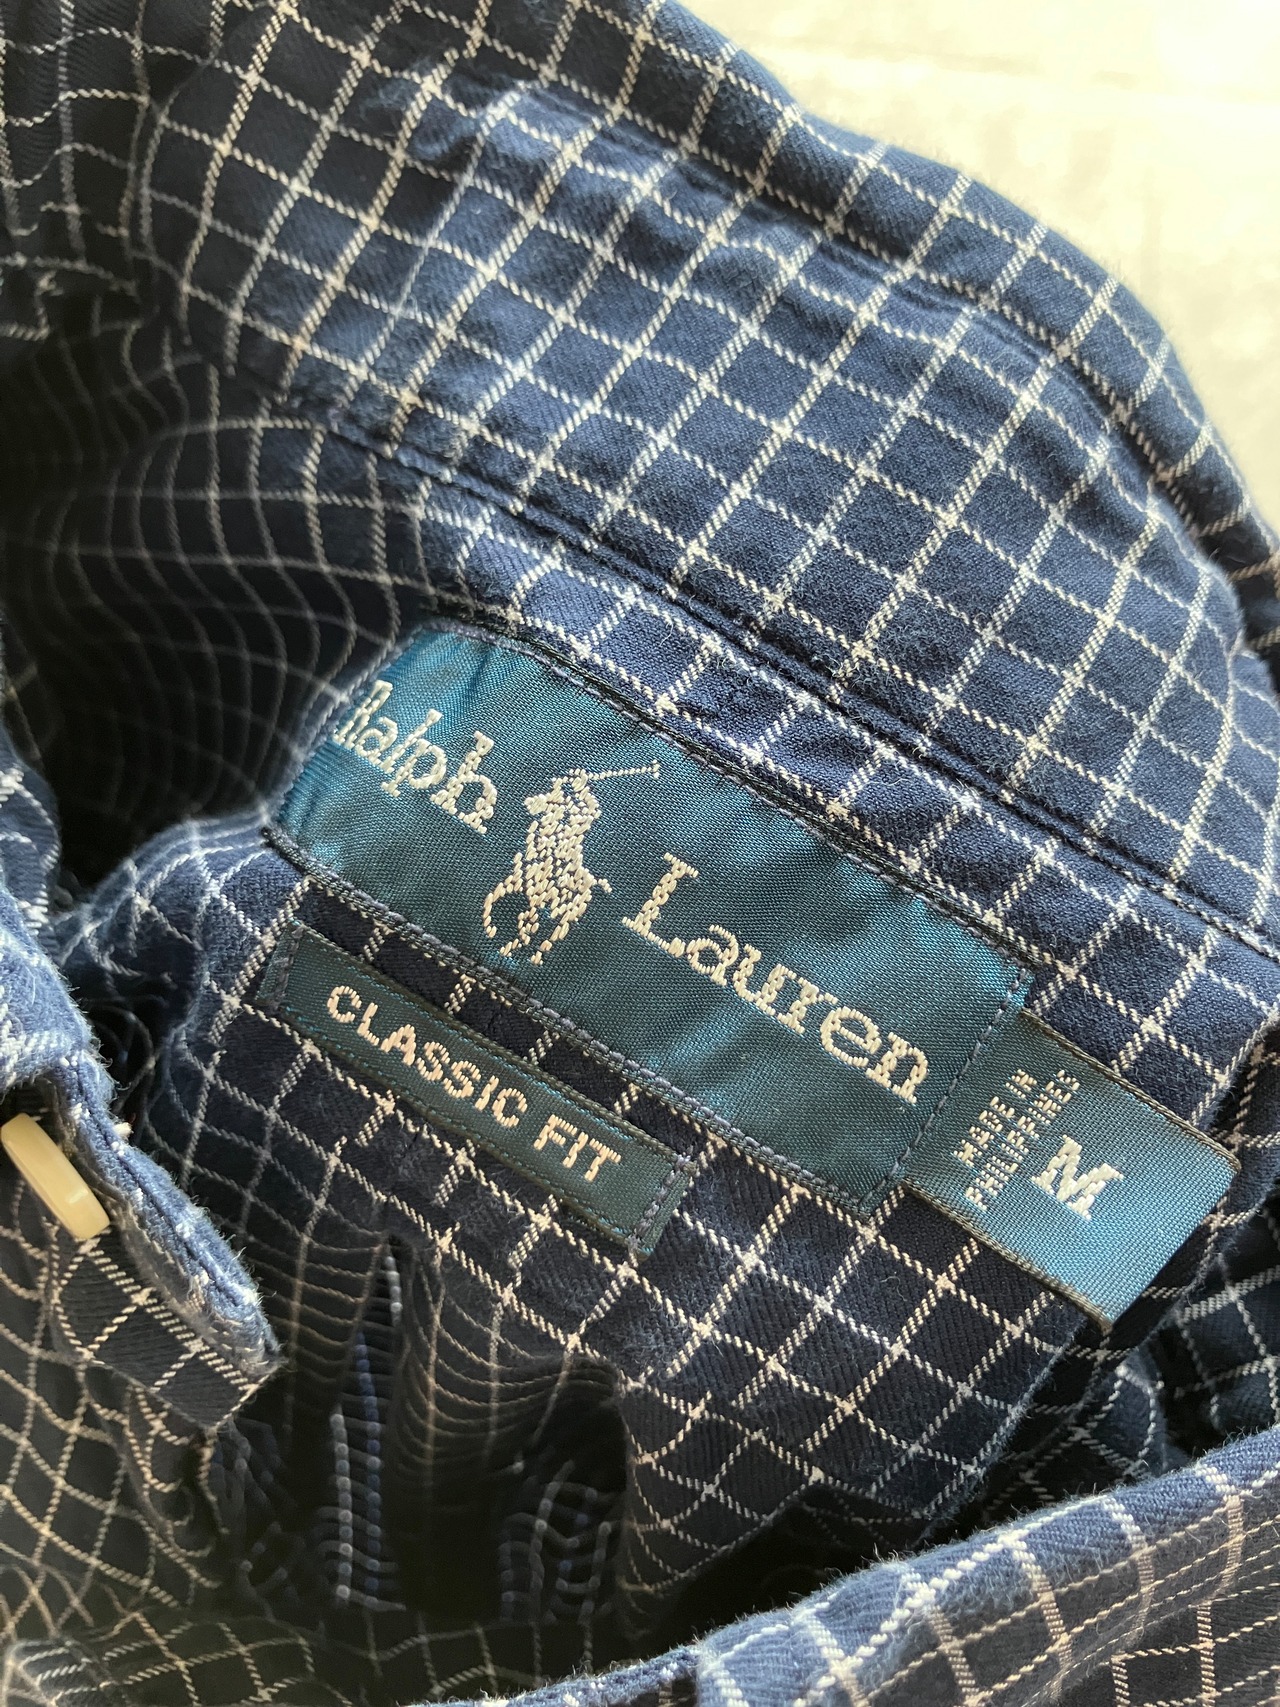 Ralph Lauren
CLASSIC FIT
MADE IN
PHILIPPINES
M